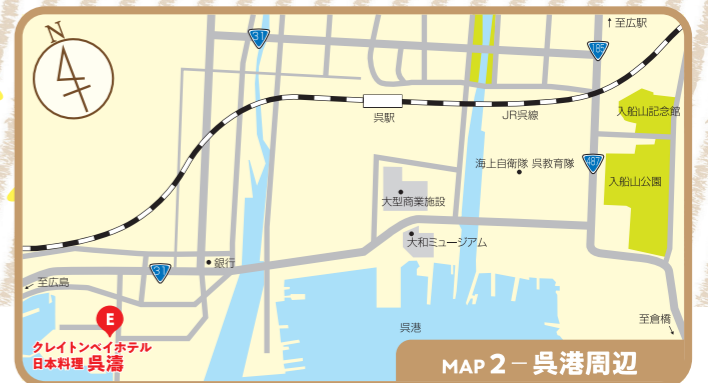 N
31
↑至広駅
185
呉駅
JR呉線
入船山記念館
海上自衛隊 呉教育隊
487
入船山公園
大型商業施設
大和ミュージアム
銀行
31
←至広島
E
クレイトンベイホテル
日本料理 呉濤
呉港
至倉橋
MAP 2 − 呉港周辺